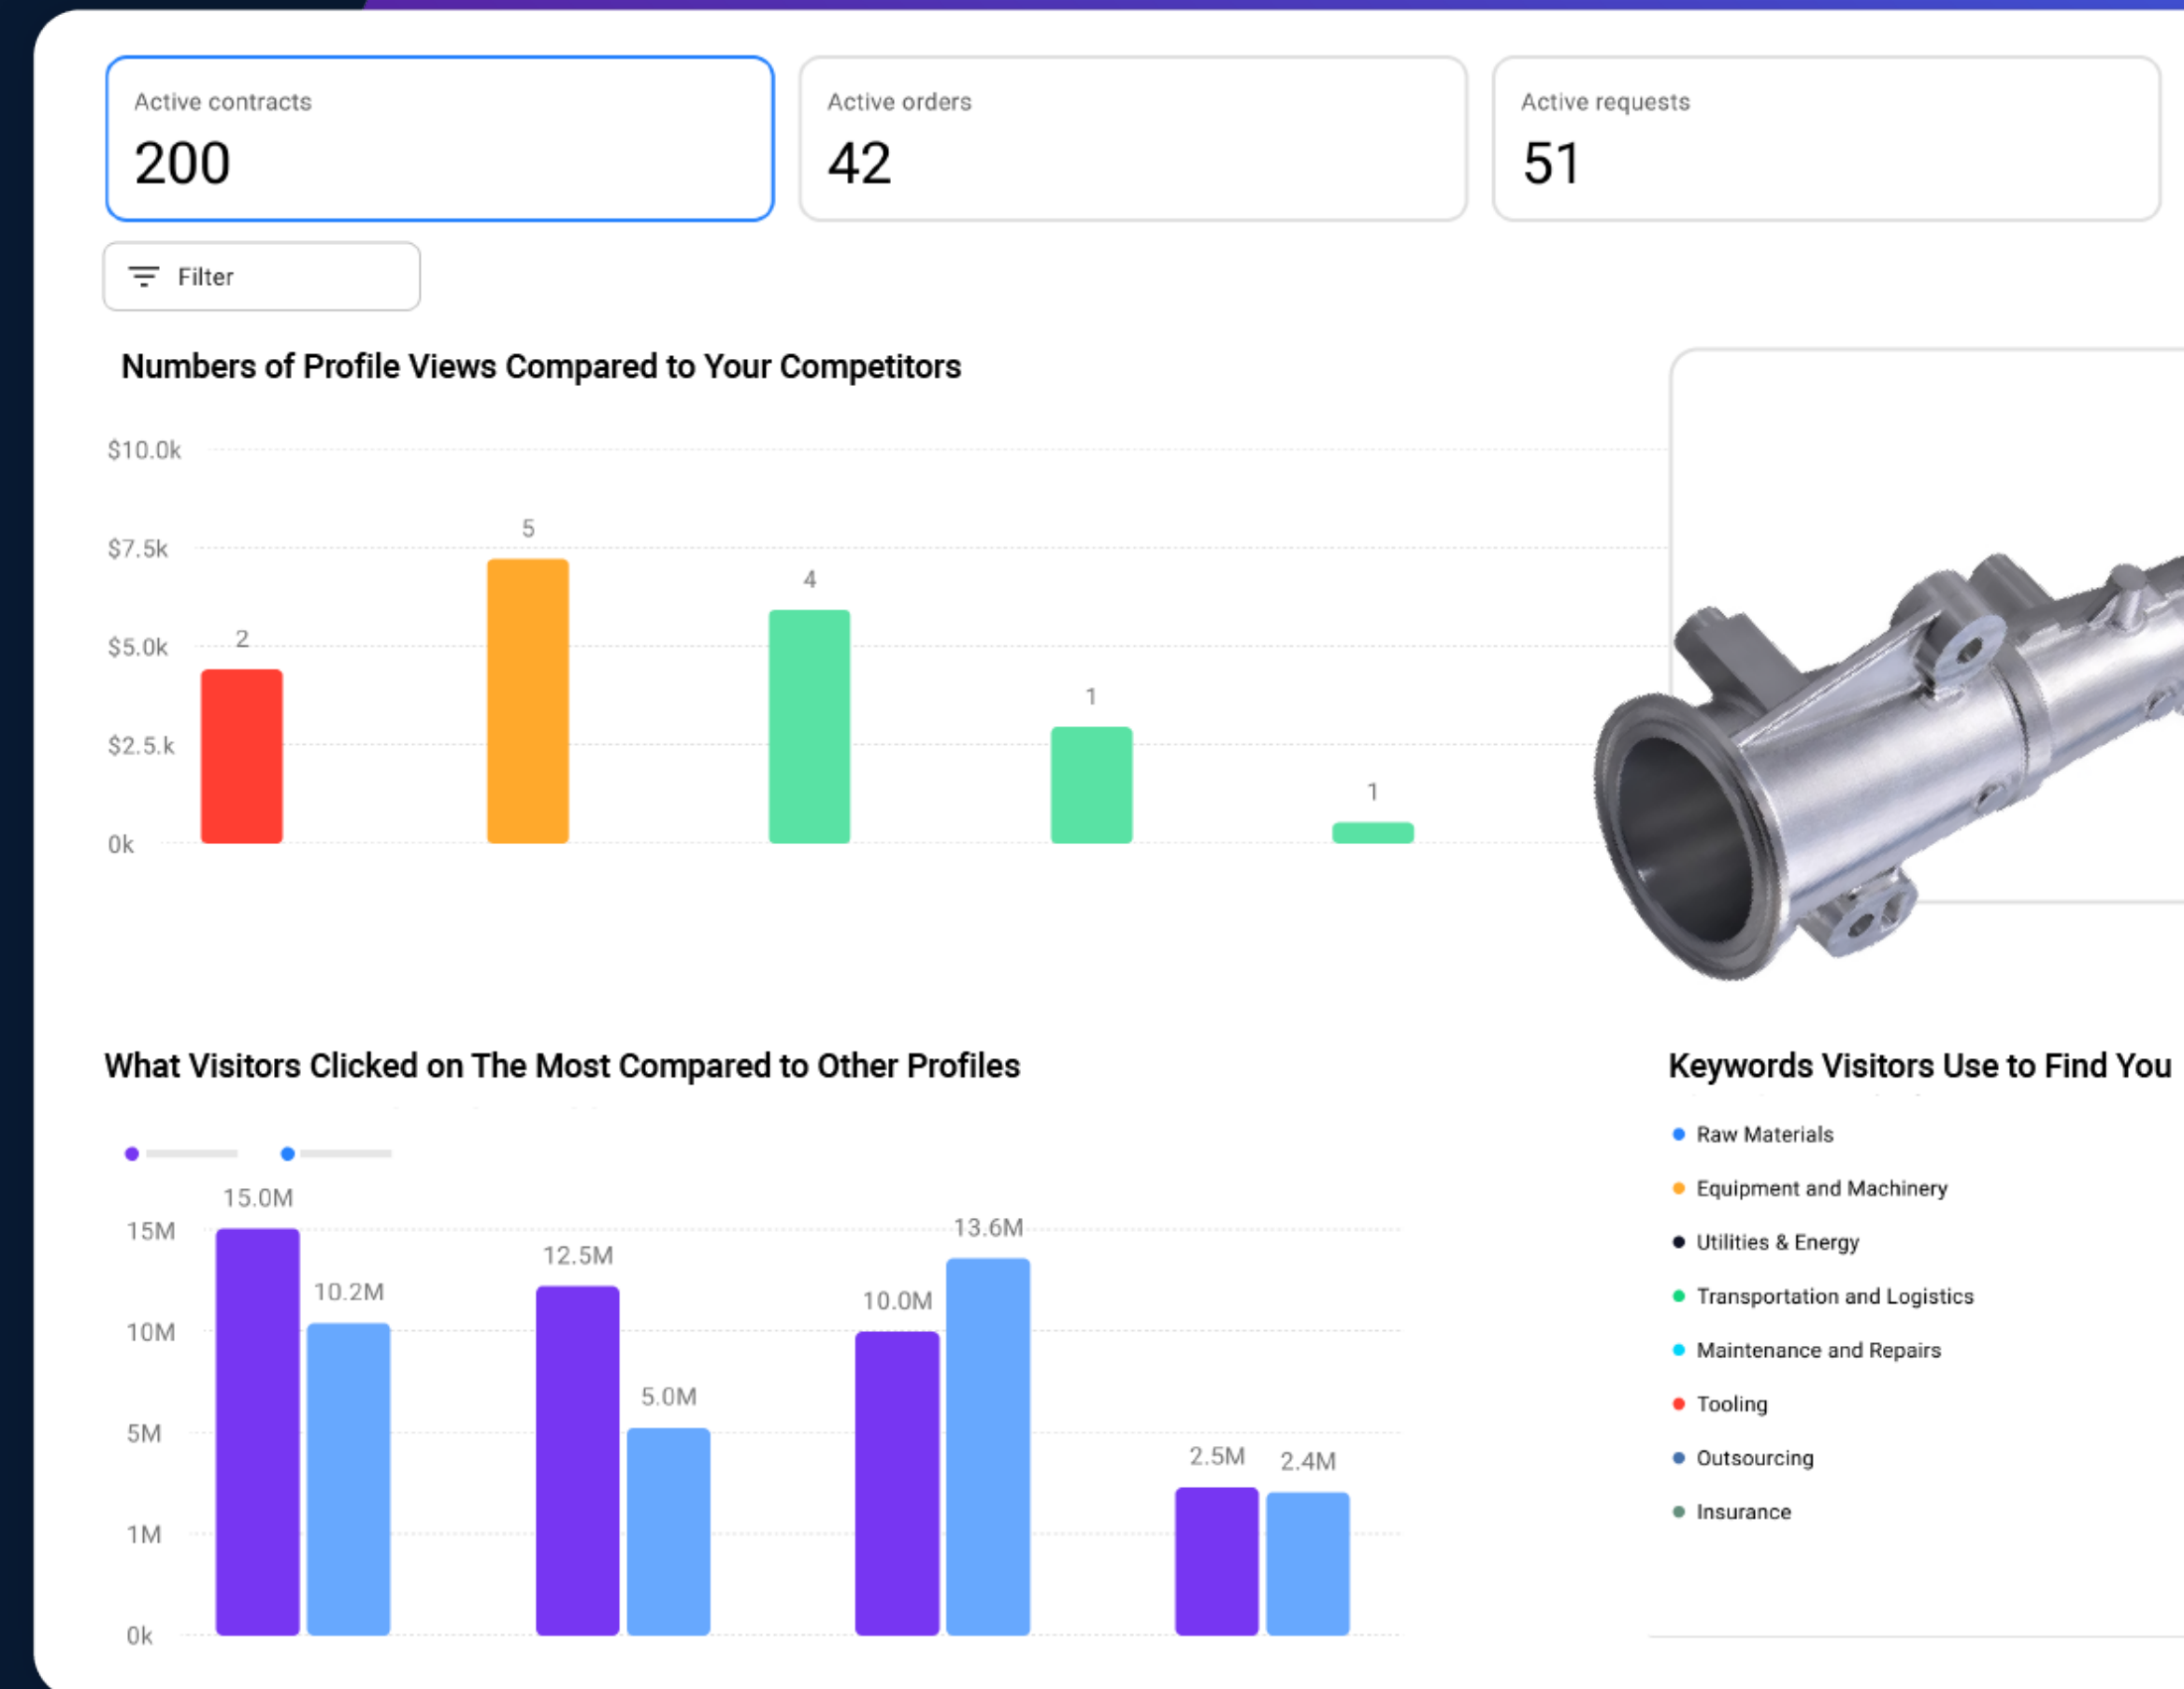 Active contracts
200
Active orders
42
Active requests
51
Filter
Numbers of Profile Views Compared to Your Competitors
$10.0k
$7.5k
$5.0k
$2.5.k
0k
2
5
4
1
1
What Visitors Clicked on The Most Compared to Other Profiles
15M
10M
5M
1M
0k
15.0M
10.2M
12.5M
5.0M
10.0M
13.6M
2.5M
2.4M
Keywords Visitors Use to Find You
Raw Materials
Equipment and Machinery
Utilities & Energy
Transportation and Logistics
Maintenance and Repairs
Tooling
Outsourcing
Insurance